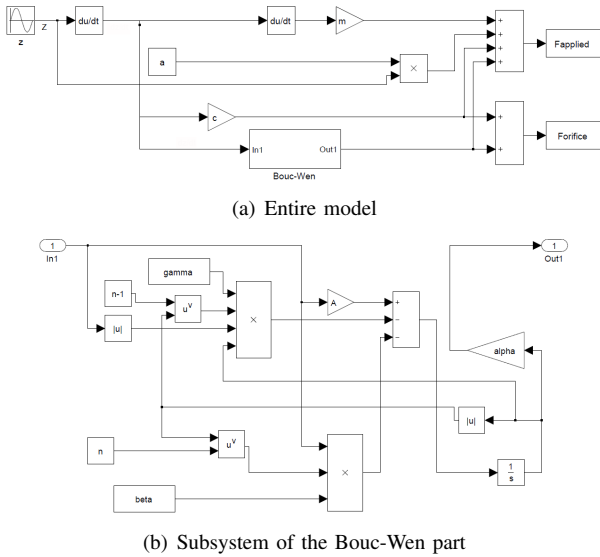 z
Z
du/dt
du/dt
m
a
×
+
+
+
+
Fapplied
c
In1
Out1
Bouc-Wen
+
+
Forifice
(a) Entire model
1
In1
gamma
n-1
u^v
|u|
×
A
+
−
−
1
Out1
alpha
|u|
n
u^v
×
beta
1
s
(b) Subsystem of the Bouc-Wen part